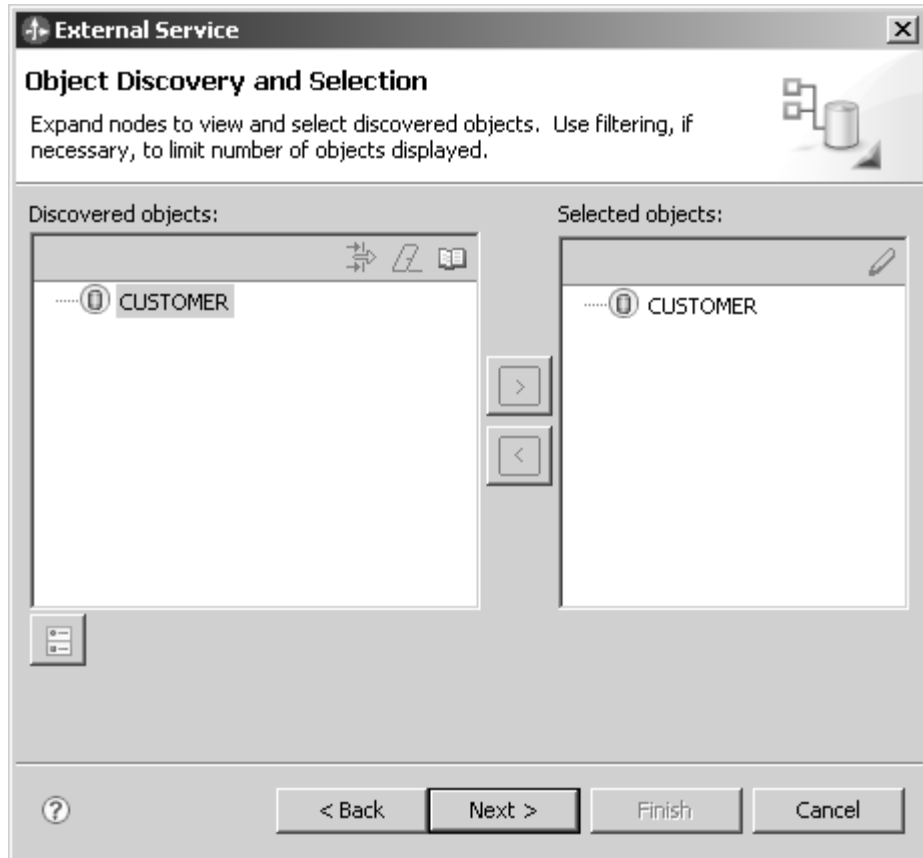 External Service
Object Discovery and Selection
Expand nodes to view and select discovered objects.  Use filtering, if
necessary, to limit number of objects displayed.
Discovered objects:
Selected objects:
CUSTOMER
CUSTOMER
>
<
?
< Back
Next >
Finish
Cancel